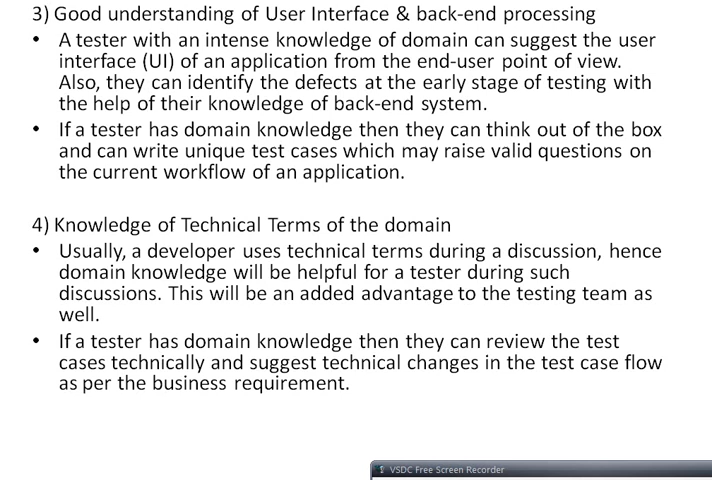 3) Good understanding of User Interface & back-end processing
• A tester with an intense knowledge of domain can suggest the user
interface (UI) of an application from the end-user point of view.
Also, they can identify the defects at the early stage of testing with
the help of their knowledge of back-end system.
• If a tester has domain knowledge then they can think out of the box
and can write unique test cases which may raise valid questions on
the current workflow of an application.
4) Knowledge of Technical Terms of the domain
• Usually, a developer uses technical terms during a discussion, hence
domain knowledge will be helpful for a tester during such
discussions. This will be an added advantage to the testing team as
well.
• If a tester has domain knowledge then they can review the test
cases technically and suggest technical changes in the test case flow
as per the business requirement.
VSDC Free Screen Recorder